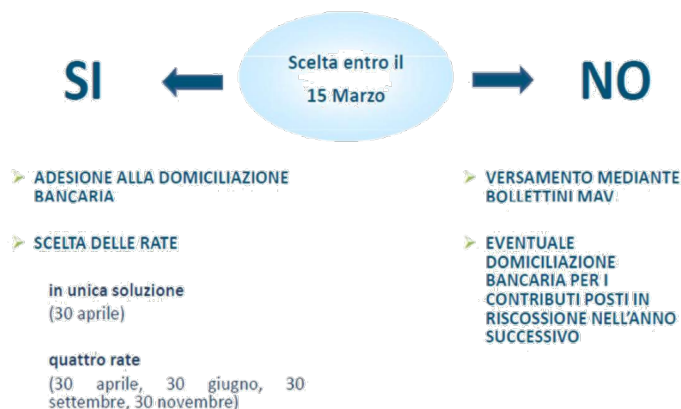 SI
Scelta entro il
15 Marzo
NO
ADESIONE ALLA DOMICILIAZIONE
BANCARIA
SCELTA DELLE RATE
in unica soluzione
(30 aprile)
quattro rate
(30 aprile, 30 giugno, 30
settembre, 30 novembre)
VERSAMENTO MEDIANTE
BOLLETTINI MAV
EVENTUALE
DOMICILIAZIONE
BANCARIA PER I
CONTRIBUTI POSTI IN
RISCOSSIONE NELL'ANNO
SUCCESSIVO